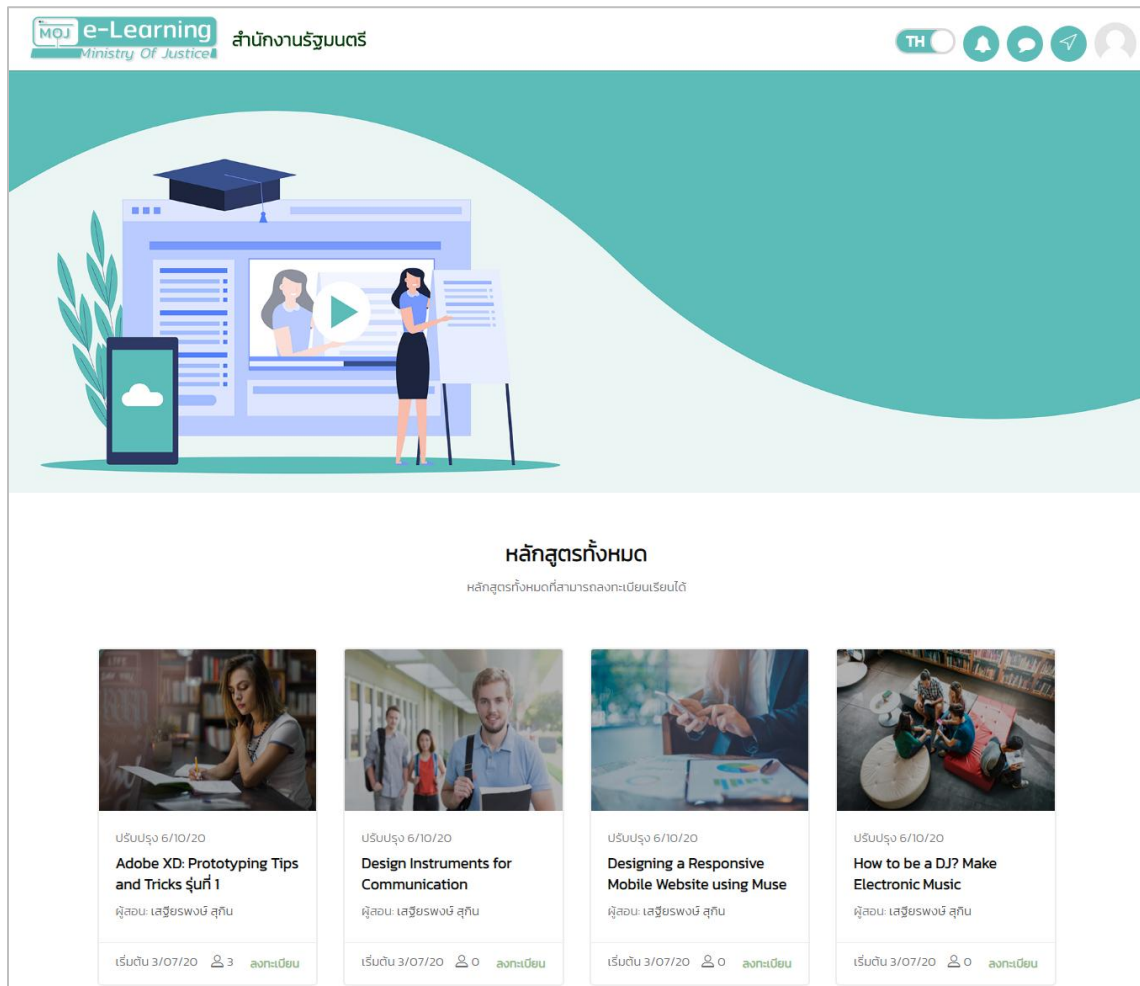 MOJ e-Learning
Ministry Of Justice
สำนักงานรัฐมนตรี
TH
หลักสูตรทั้งหมด
หลักสูตรทั้งหมดที่สามารถลงทะเบียนเรียนได้
ปรับปรุง 6/10/20
Adobe XD: Prototyping Tips
and Tricks รุ่นที่ 1
ผู้สอน: เสฐียรพงษ์ สุกิน
เริ่มต้น 3/07/20 3 ลงทะเบียน
ปรับปรุง 6/10/20
Design Instruments for
Communication
ผู้สอน: เสฐียรพงษ์ สุกิน
เริ่มต้น 3/07/20 0 ลงทะเบียน
ปรับปรุง 6/10/20
Designing a Responsive
Mobile Website using Muse
ผู้สอน: เสฐียรพงษ์ สุกิน
เริ่มต้น 3/07/20 0 ลงทะเบียน
ปรับปรุง 6/10/20
How to be a DJ? Make
Electronic Music
ผู้สอน: เสฐียรพงษ์ สุกิน
เริ่มต้น 3/07/20 0 ลงทะเบียน